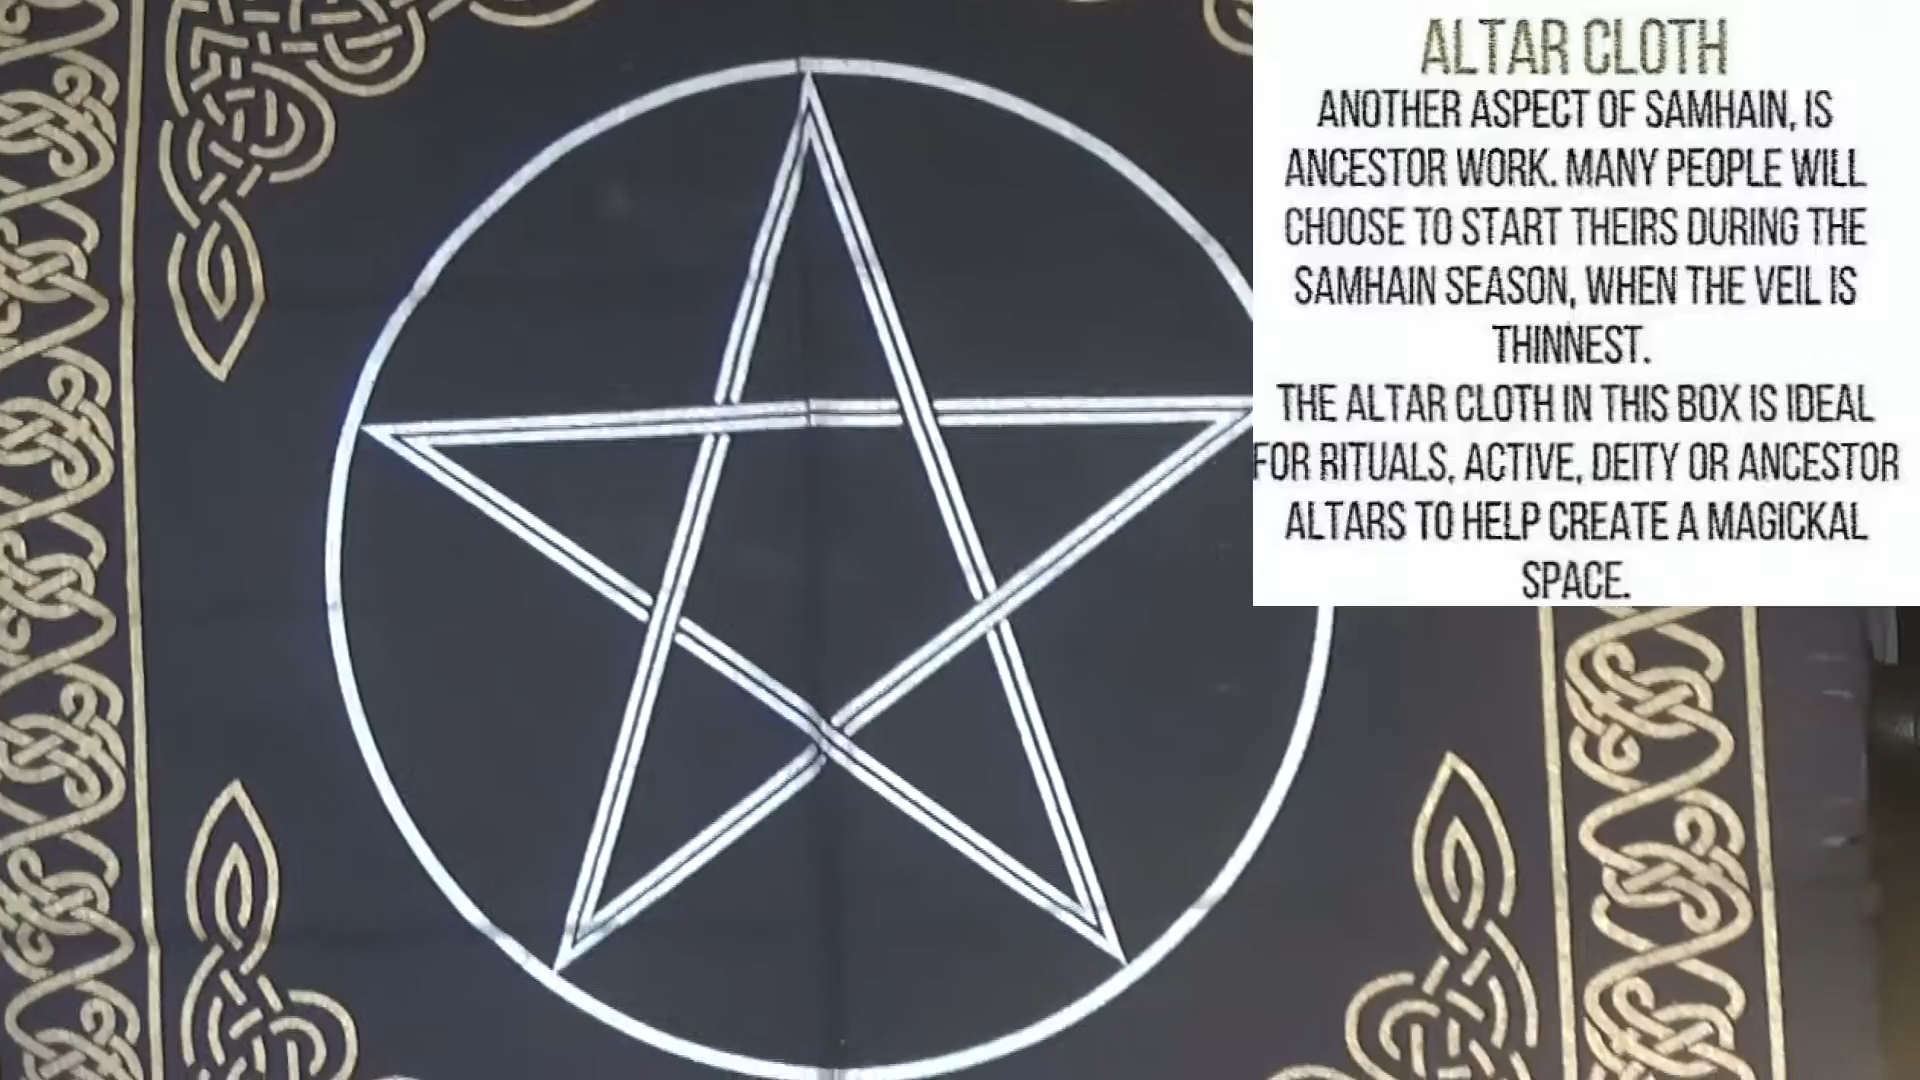 ALTAR CLOTH
ANOTHER ASPECT OF SAMHAIN, IS
ANCESTOR WORK. MANY PEOPLE WILL
CHOOSE TO START THEIRS DURING THE
SAMHAIN SEASON, WHEN THE VEIL IS
THINNEST.
THE ALTAR CLOTH IN THIS BOX IS IDEAL
FOR RITUALS, ACTIVE, DEITY OR ANCESTOR
ALTARS TO HELP CREATE A MAGICKAL
SPACE.